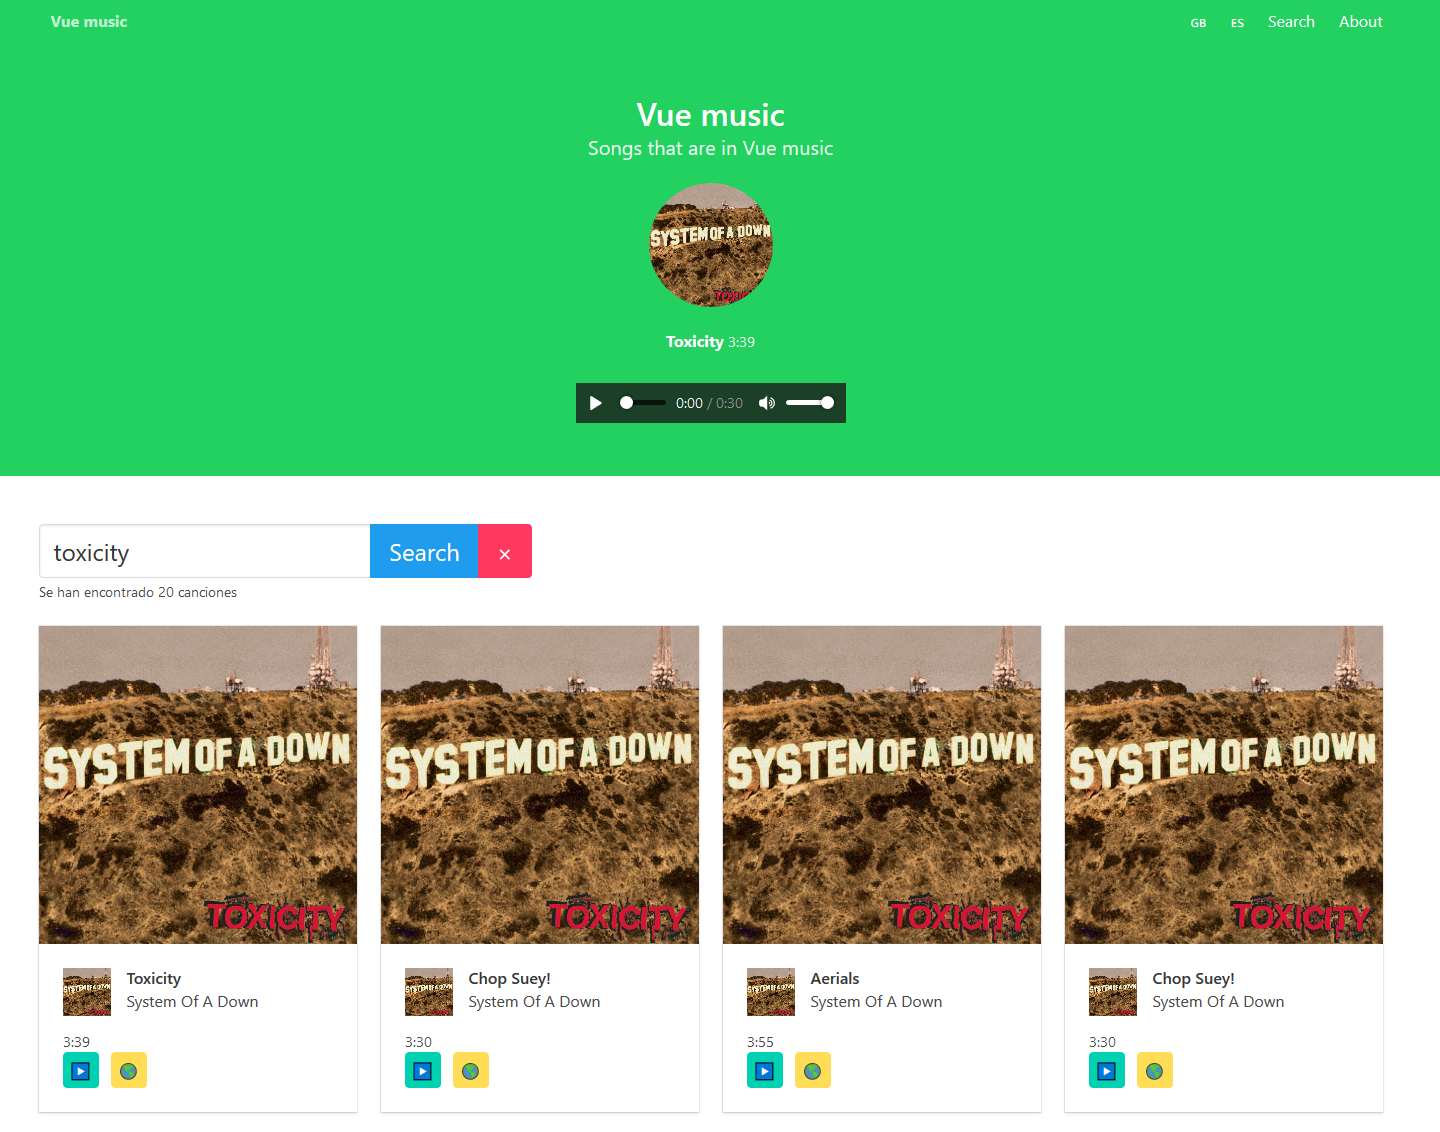 Vue music
GB ES Search About
Vue music
Songs that are in Vue music
SYSTEM OF A DOWN
Toxicity 3:39
0:00 / 0:30
toxicity Search ×
Se han encontrado 20 canciones
SYSTEM OF A DOWN
TOXICITY
SYSTEM OF A DOWN
TOXICITY
SYSTEM OF A DOWN
TOXICITY
SYSTEM OF A DOWN
TOXICITY
Toxicity
System Of A Down
3:39
Chop Suey!
System Of A Down
3:30
Aerials
System Of A Down
3:55
Chop Suey!
System Of A Down
3:30